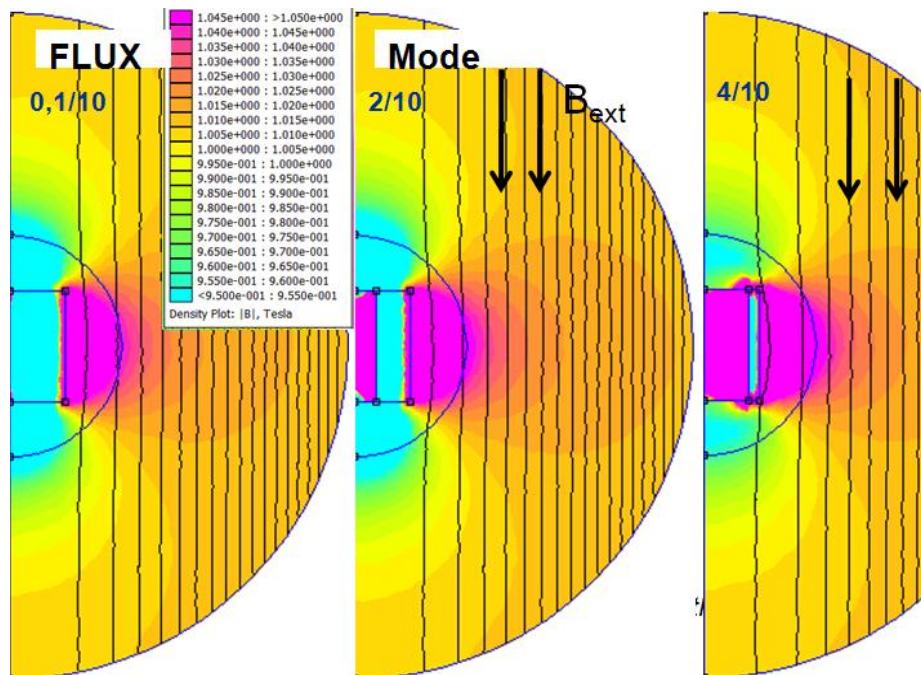 FLUX
0,1/10
1.045e+000 : >1.050e+000
1.040e+000 : 1.045e+000
1.035e+000 : 1.040e+000
1.030e+000 : 1.035e+000
1.025e+000 : 1.030e+000
1.020e+000 : 1.025e+000
1.015e+000 : 1.020e+000
1.010e+000 : 1.015e+000
1.005e+000 : 1.010e+000
1.000e+000 : 1.005e+000
9.950e-001 : 1.000e+000
9.900e-001 : 9.950e-001
9.850e-001 : 9.900e-001
9.800e-001 : 9.850e-001
9.750e-001 : 9.800e-001
9.700e-001 : 9.750e-001
9.650e-001 : 9.700e-001
9.600e-001 : 9.650e-001
9.550e-001 : 9.600e-001
<9.500e-001 : 9.550e-001
Density Plot: |B|, Tesla
Mode
2/10
Bext
4/10